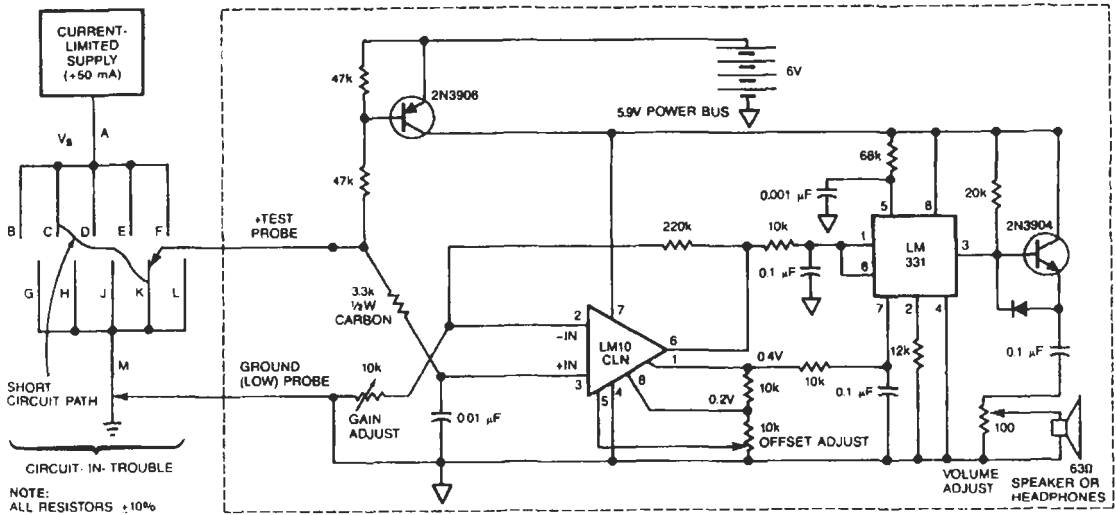 CURRENT-
LIMITED
SUPPLY
(+50 mA)
Vs
A
B
C
D
E
F
G
H
J
K
L
M
SHORT
CIRCUIT PATH
CIRCUIT-IN-TROUBLE
NOTE:
ALL RESISTORS ±10%
+TEST
PROBE
GROUND
(LOW) PROBE
47k
2N3906
47k
6V
5.9V POWER BUS
3.3k
½W
CARBON
10k
GAIN
ADJUST
0.01 µF
220k
10k
0.1 µF
2
−IN
+IN
3
LM10
CLN
7
6
1
8
5
4
0.4V
0.2V
10k
10k
OFFSET ADJUST
10k
0.1 µF
68k
0.001 µF
5
8
1
6
LM
331
3
7
2
4
12k
20k
2N3904
0.1 µF
100
VOLUME
ADJUST
63Ω
SPEAKER OR
HEADPHONES